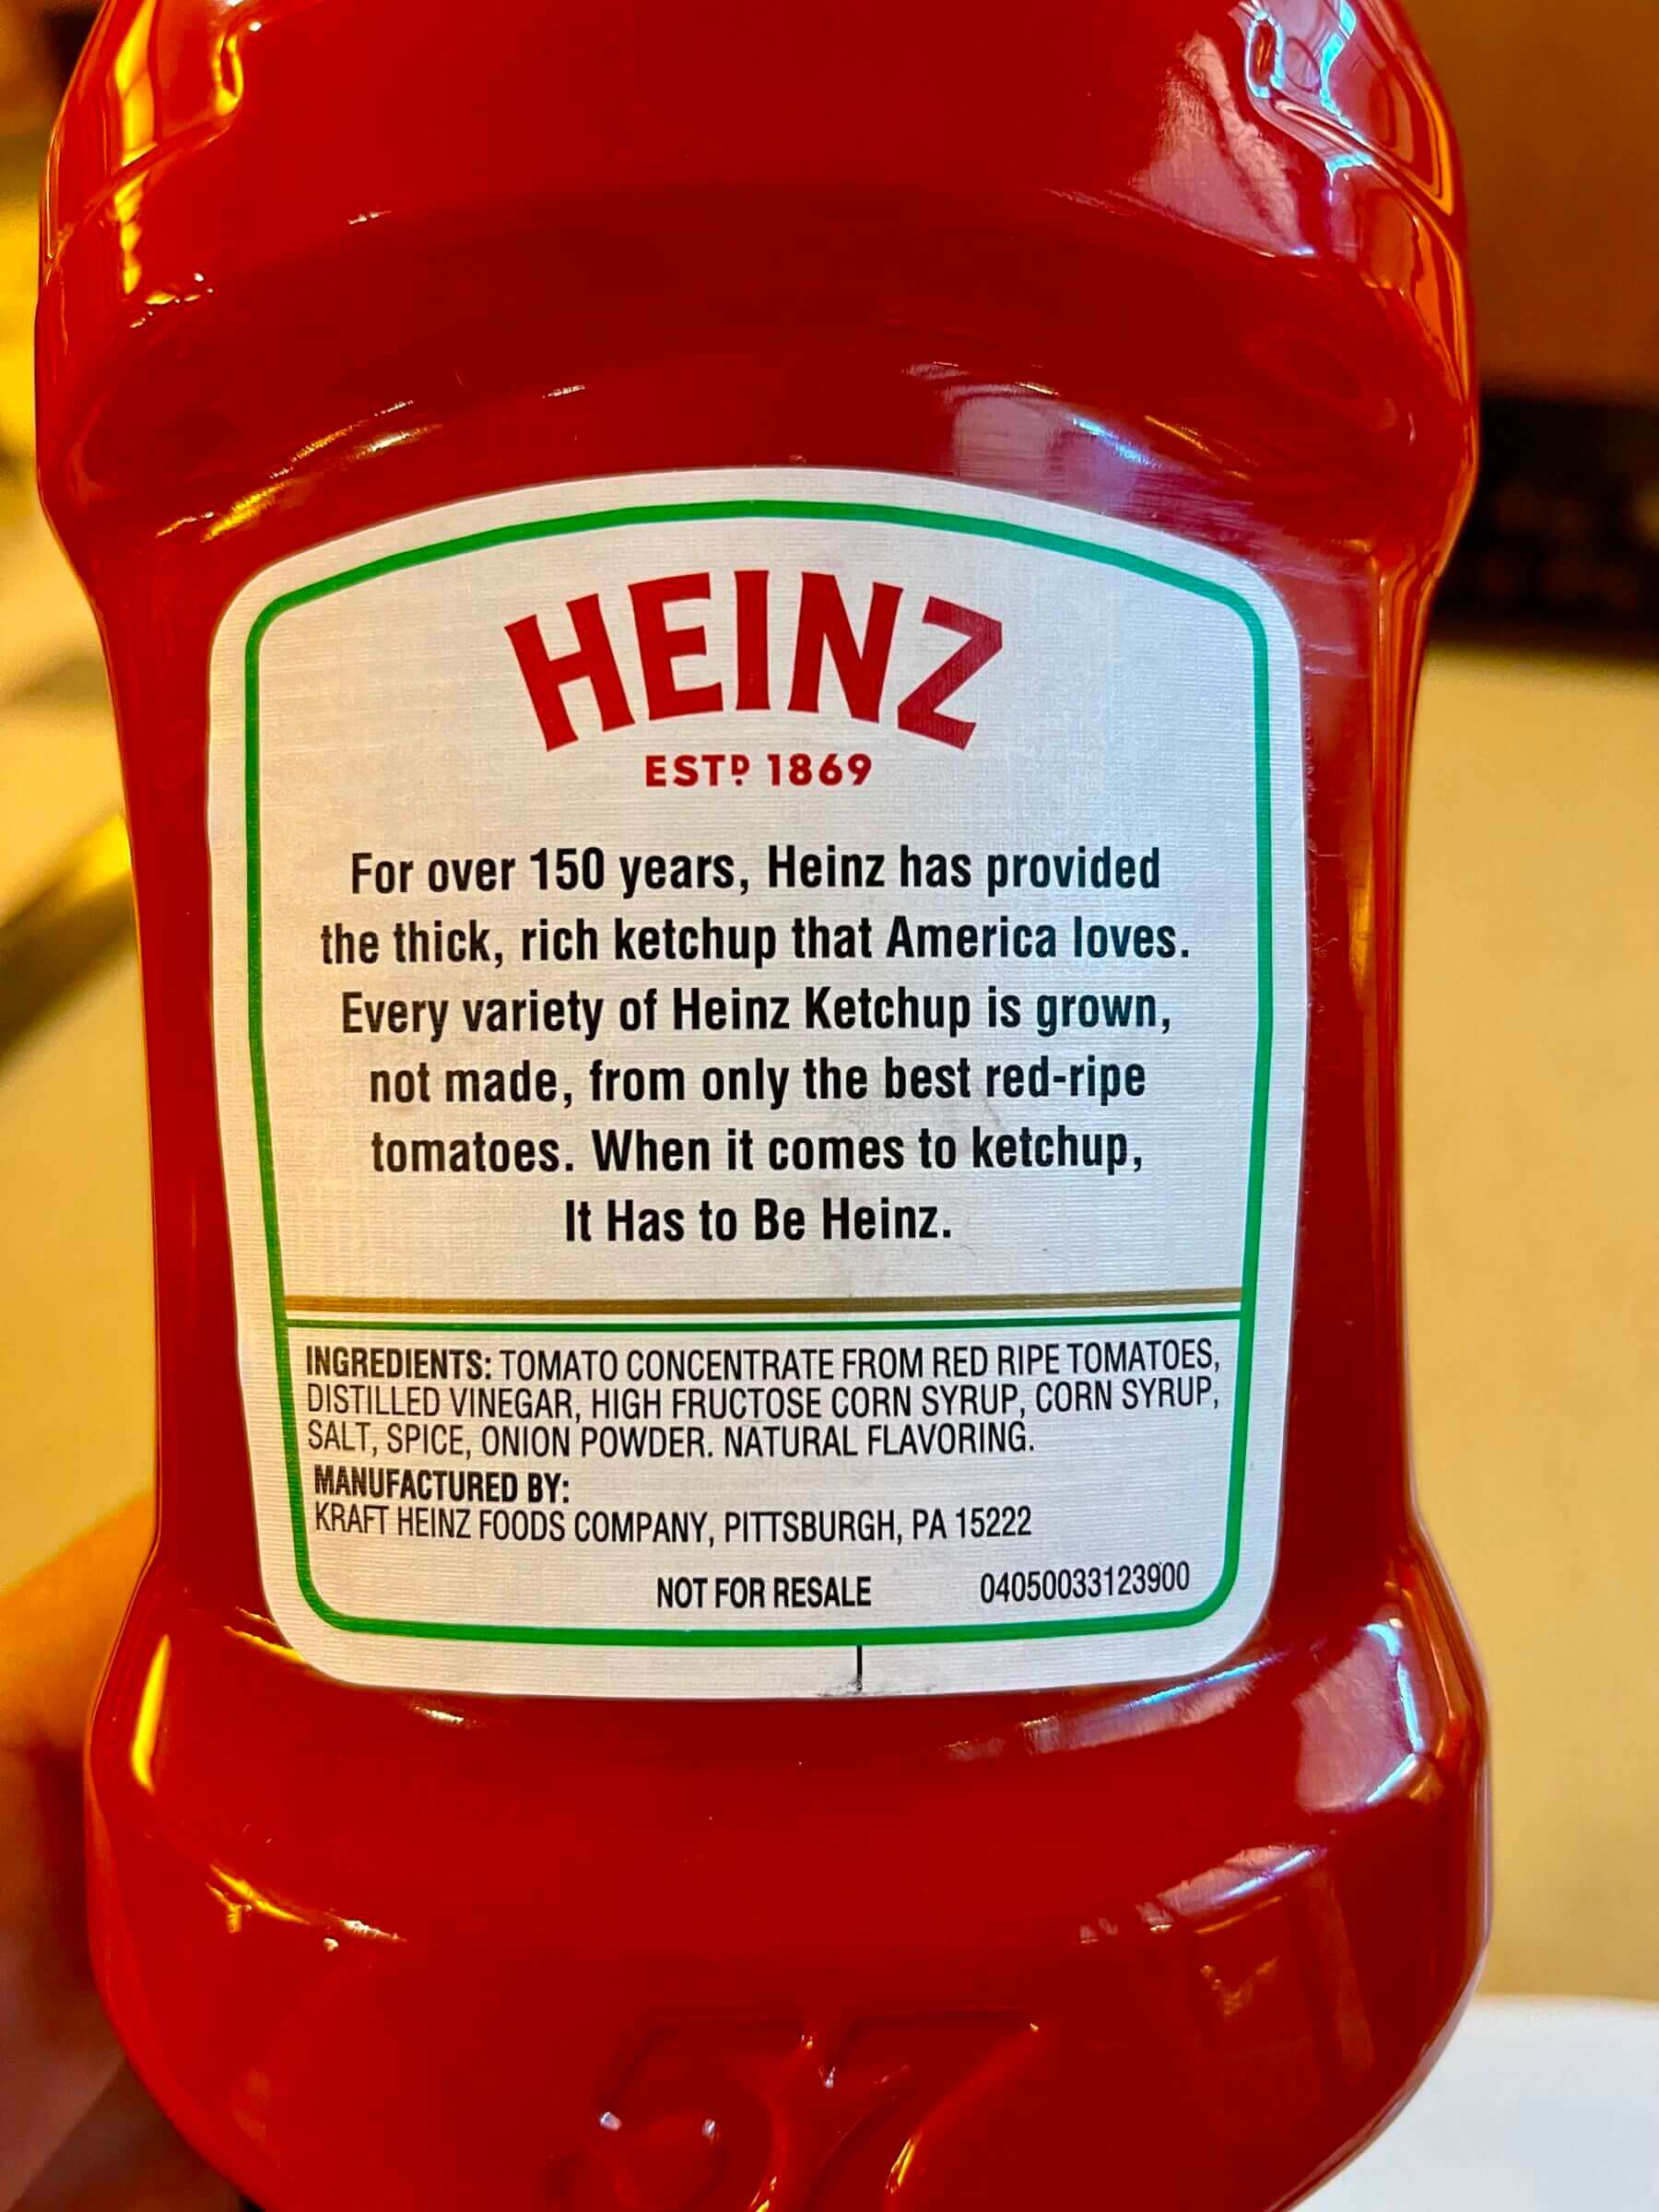 HEINZ
ESTD 1869
For over 150 years, Heinz has provided
the thick, rich ketchup that America loves.
Every variety of Heinz Ketchup is grown,
not made, from only the best red-ripe
tomatoes. When it comes to ketchup,
It Has to Be Heinz.
INGREDIENTS: TOMATO CONCENTRATE FROM RED RIPE TOMATOES,
DISTILLED VINEGAR, HIGH FRUCTOSE CORN SYRUP, CORN SYRUP,
SALT, SPICE, ONION POWDER. NATURAL FLAVORING.
MANUFACTURED BY:
KRAFT HEINZ FOODS COMPANY, PITTSBURGH, PA 15222
NOT FOR RESALE 04050033123900
57